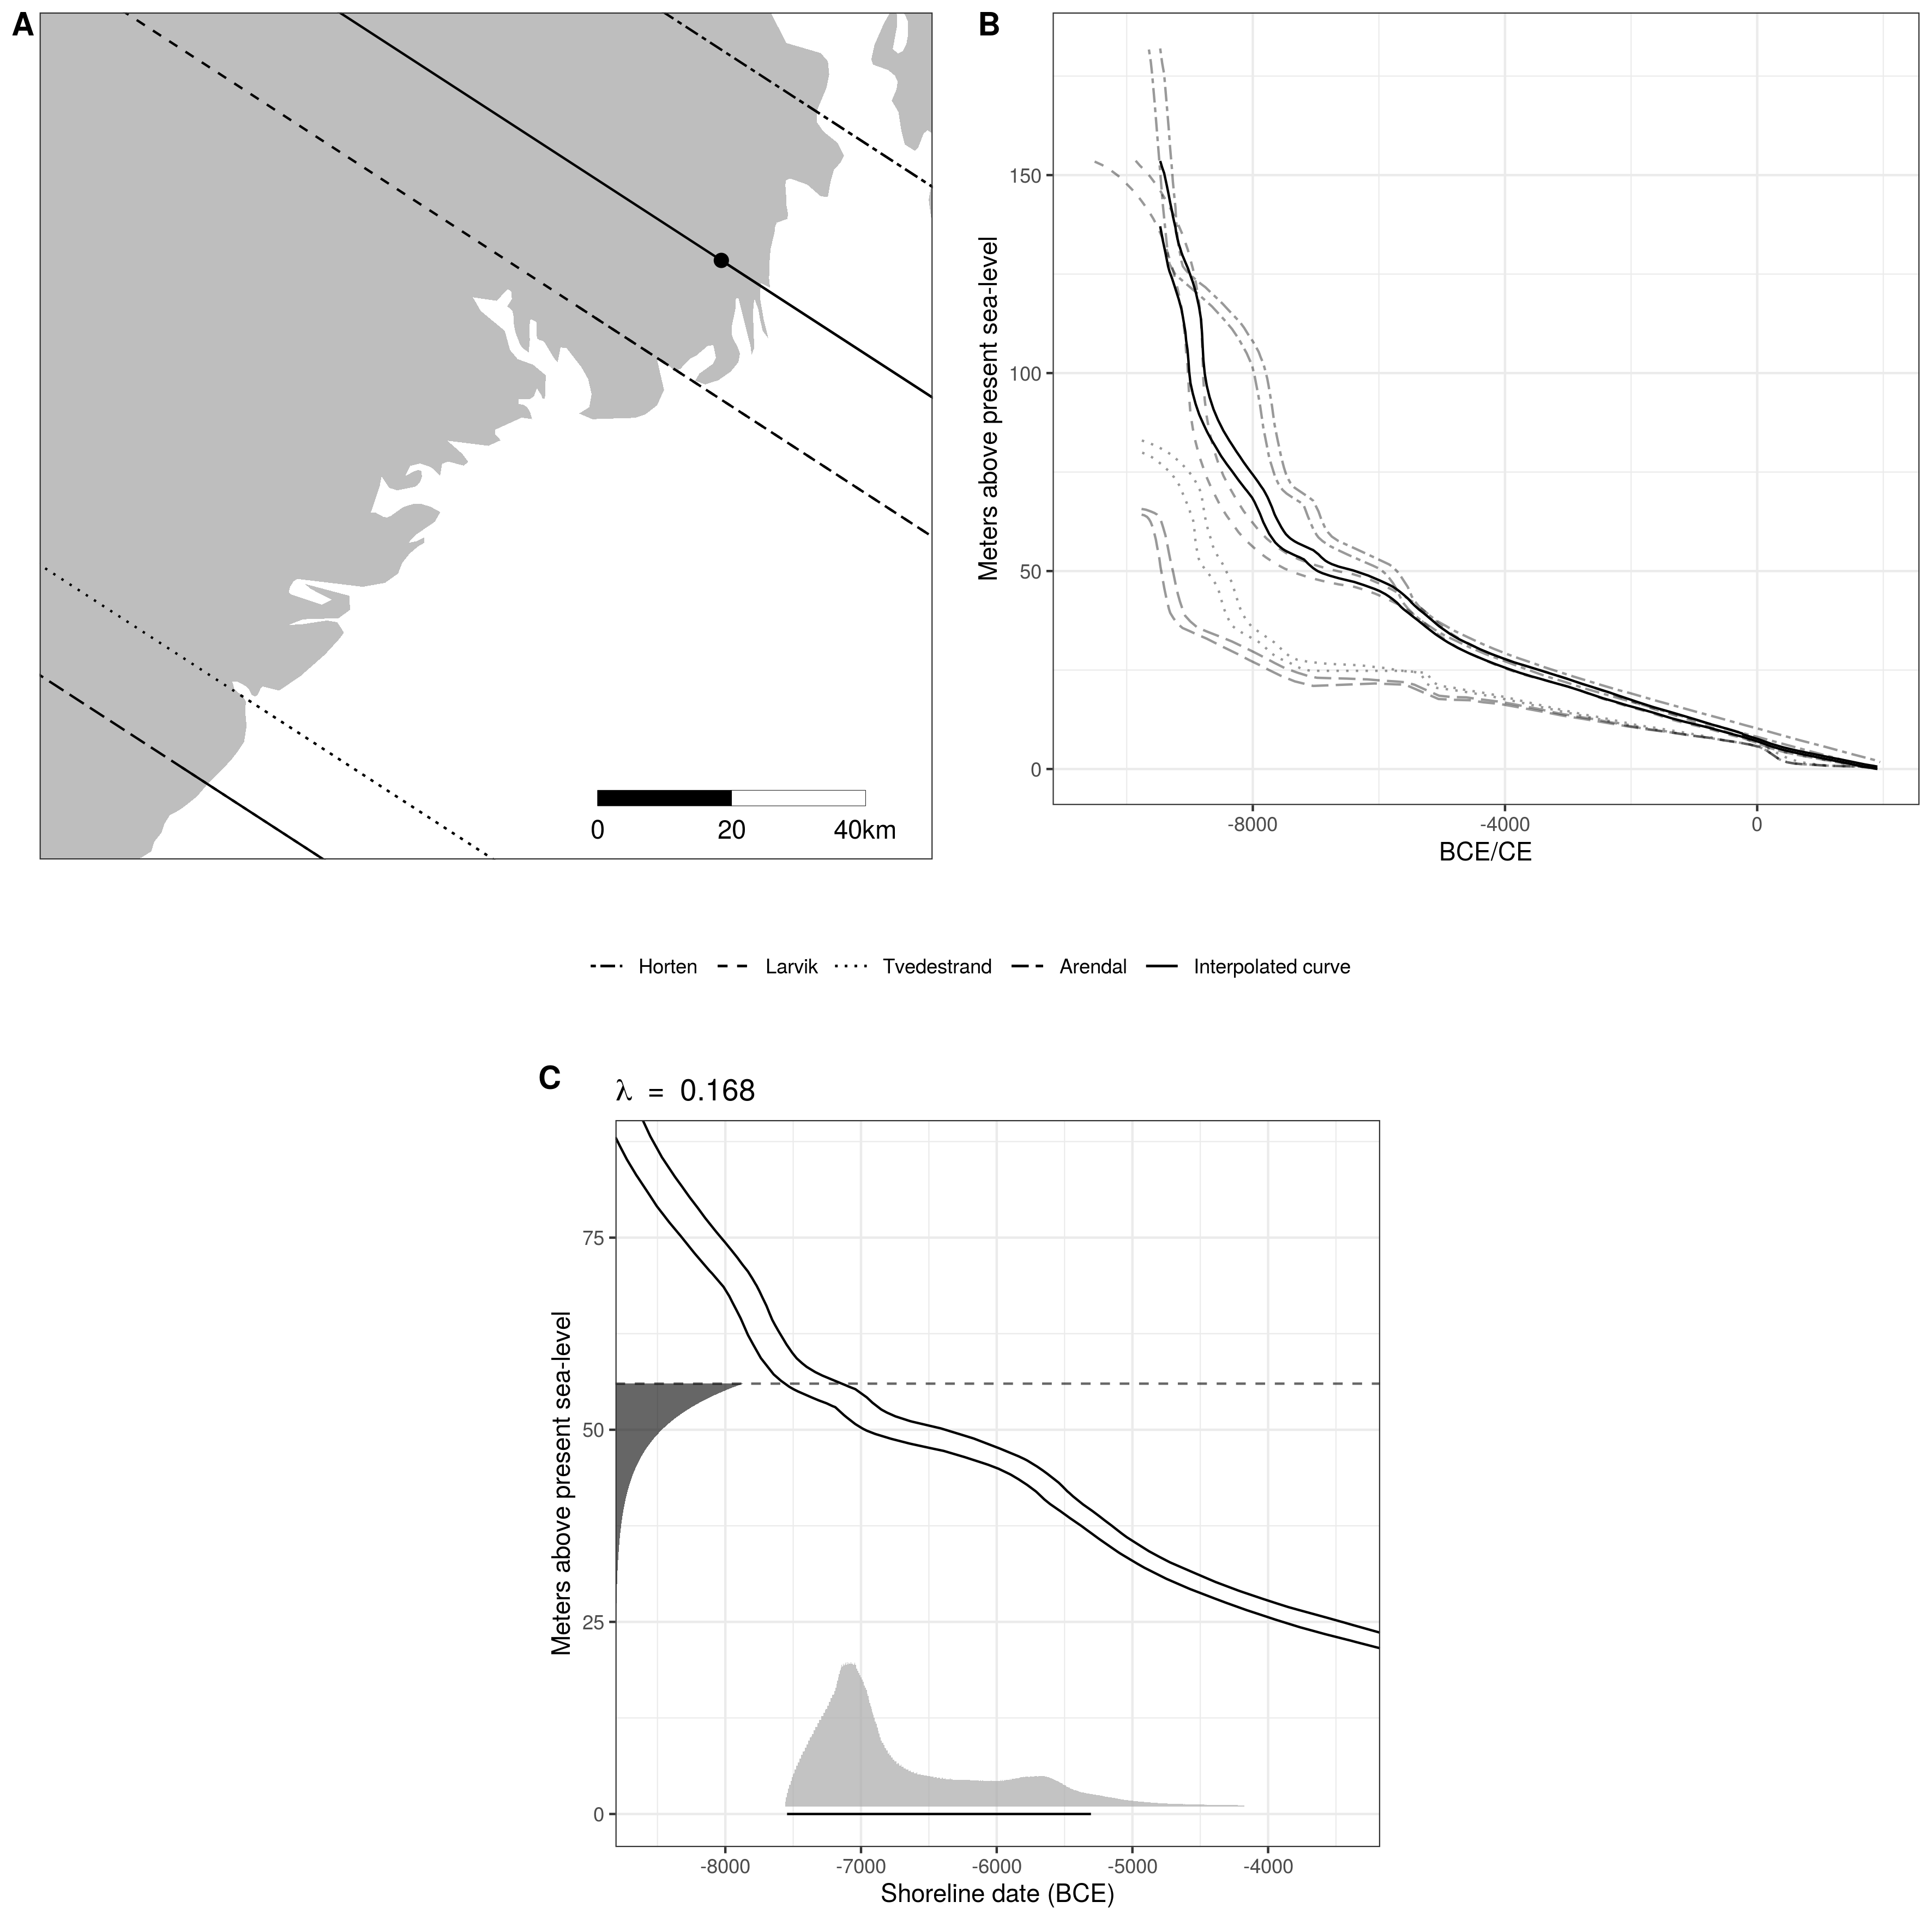 A
B
0 20 40km
150
100
50
0
Meters above present sea-level
-8000 -4000 0
BCE/CE
Horten Larvik Tvedestrand Arendal Interpolated curve
C
λ = 0.168
75
50
25
0
Meters above present sea-level
-8000 -7000 -6000 -5000 -4000
Shoreline date (BCE)